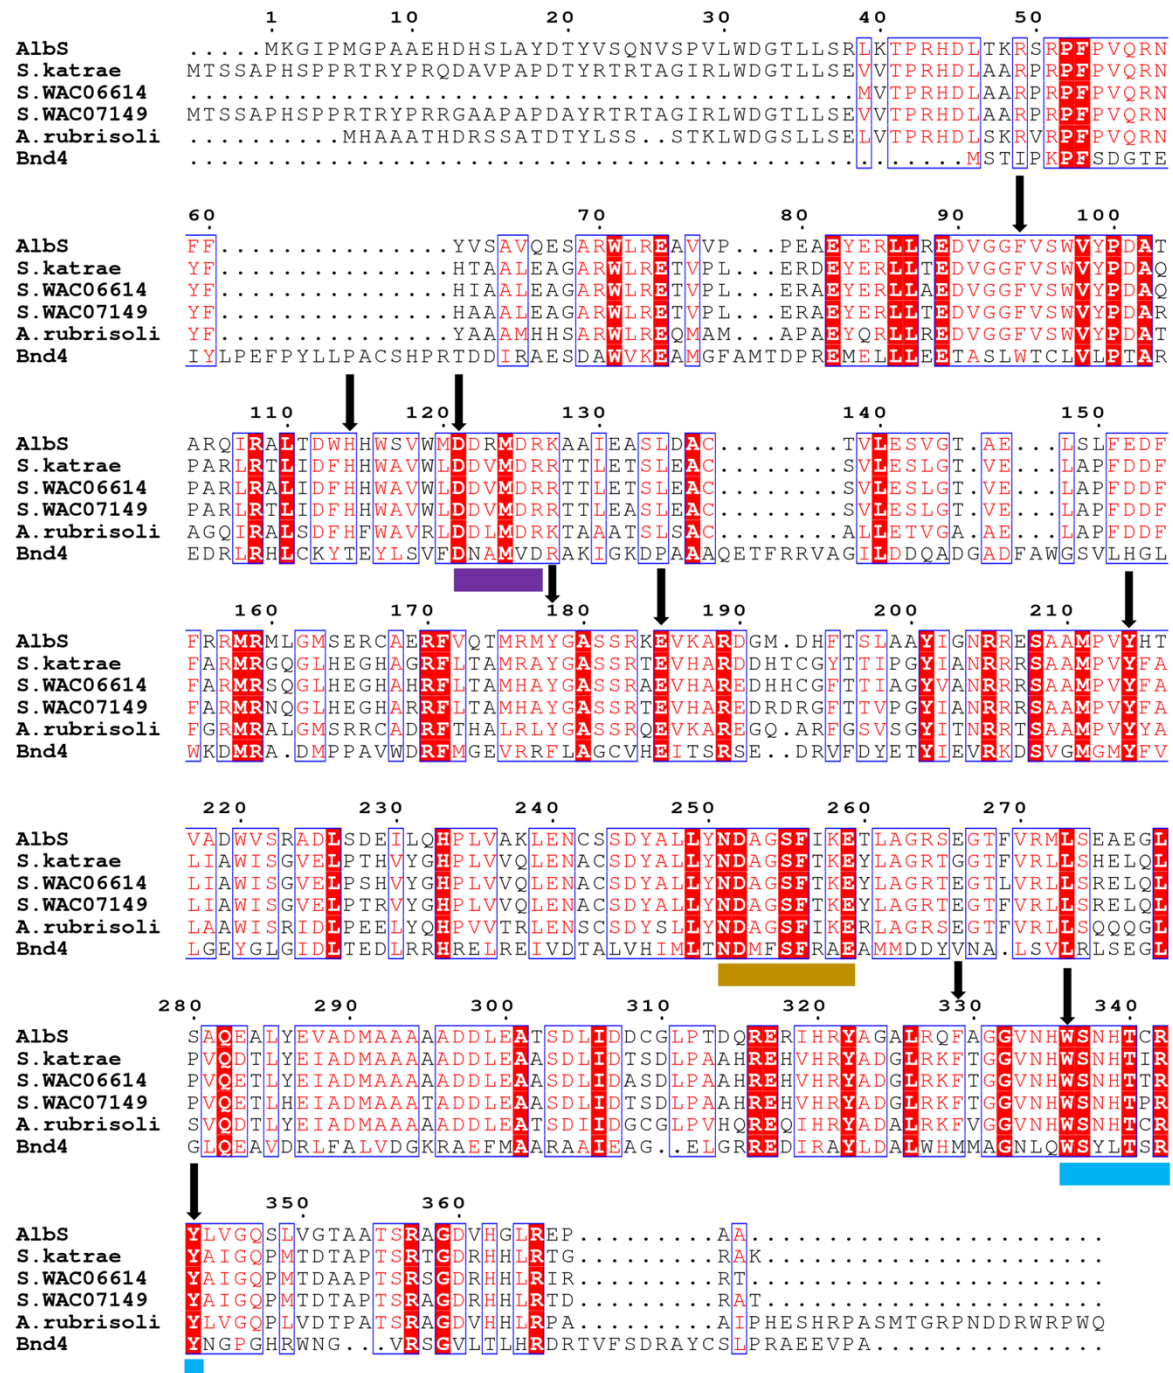 1 10 20 30 40 50
AlbS .....MKGIPMGPAAEHDHSLAYDTYVSQNVSPVLWDGTLLSRLKTPRHDLTKRSRPFPVQRN
S.katrae MTSSAPHSPPRTRYPRQDAVPAPDTYRTRTAGIRLWDGTLLSEVVTPRHDLAARPRPFPVQRN
S.WAC06614 ...........................................MVTPRHDLAARPRPFPVQRN
S.WAC07149 MTSSAPHSPPRTRYPRRGAAPAPDAYRTRTAGIRLWDGTLLSEVVTPRHDLAARPRPFPVQRN
A.rubrisoli ..........MHAAATHDRSSATDTYLSS..STKLWDGSLLSELVTPRHDLSKRVRPFPVQRN
Bnd4 ..................................................MSTIPKPFSDGTE
60 70 80 90 100
AlbS FF...............YVSAVQESARWLREAVVP...PEAEYERLLREDVGGFVSWVYPDAT
S.katrae YF...............HTAALEAGARWLRETVPL...ERDEYERLLTEDVGGFVSWVYPDAQ
S.WAC06614 YF...............HIAALEAGARWLRETVPL...ERAEYERLLAEDVGGFVSWVYPDAQ
S.WAC07149 YF...............HAAALEAGARWLRETVPL...ERAEYERLLTEDVGGFVSWVYPDAR
A.rubrisoli YF...............YAAAMHHSARWLREQMAM...APAEYQRLLREDVGGFVSWVYPDAT
Bnd4 IYLPEFPYLLPACSHPRTDDIRAESDAWVKEAMGFAMTDPREMELLLEETASLWTCLVLPTAR
110 120 130 140 150
AlbS ARQIRALTDWHHWSVWMDDRMDRKAAIEASLDAC........TVLESVGT.AE...LSLFEDF
S.katrae PARLRTLIDFHHWAVWLDDVMDRRTTLETSLEAC........SVLESLGT.VE...LAPFDDF
S.WAC06614 PARLRALIDFHHWAVWLDDVMDRRTTLETSLEAC........SVLESLGT.VE...LAPFDDF
S.WAC07149 PARLRTLIDFHHWAVWLDDVMDRRTTLETSLEAC........SVLESLGT.VE...LAPFDDF
A.rubrisoli AGQIRALSDFHFWAVRLDDLMDRKTAAATSLSAC........ALLETVGA.AE...LAPFDDF
Bnd4 EDRLRHLCKYTEYLSVFDNAMVDRAKIGKDPAAAQETFRRVAGILDDQADGADFAWGSVLHGL
160 170 180 190 200 210
AlbS FRRMRMLGMSERCAERFVQTMRMYGASSRKEVKARDGM.DHFTSLAAYIGNRRESAAMPVYHT
S.katrae FARMRGQGLHEGHAGRFLTAMRAYGASSRTEVHARDDHTCGYTTIPGYIANRRRSAAMPVYFA
S.WAC06614 FARMRSQGLHEGHAHRFLTAMHAYGASSRAEVHAREDHHCGFTTIAGYVANRRRSAAMPVYFA
S.WAC07149 FARMRNQGLHEGHARRFLTAMHAYGASSRTEVHAREDRDRGFTTVPGYIANRRRSAAMPVYFA
A.rubrisoli FGRMRALGMSRRCADRFTHALRLYGASSRQEVKAREGQ.ARFGSVSGYITNRRTSAAMPVYYA
Bnd4 WKDMRA.DMPPAVWDRFMGEVRRFLAGCVHEITSRSE..DRVFDYETYIEVRKDSVGMGMYFV
220 230 240 250 260 270
AlbS VADWVSRADLSDEILQHPLVAKLENCSSDYALLYNDAGSFIKETLAGRSEGTFVRMLSEAEGL
S.katrae LIAWISGVELPTHVYGHPLVVQLENACSDYALLYNDAGSFTKEYLAGRTGGTFVRLLSHELQL
S.WAC06614 LIAWISGVELPSHVYGHPLVVQLENACSDYALLYNDAGSFTKEYLAGRTEGTLVRLLSRELQL
S.WAC07149 LIAWISGVELPTRVYGHPLVVQLENACSDYALLYNDAGSFTKEYLAGRTEGTFVRLLSRELQL
A.rubrisoli LAAWISRIDLPEELYQHPVVTRLENSCSDYSLLYNDAGSFIKERLAGRSEGTFVRLLSQQQGL
Bnd4 LGEYGLGIDLTEDLRRHRELREIVDTALVHIMLTNDMFSFRAEAMMDDYVNA.LSVLRLSEGL
280 290 300 310 320 330 340
AlbS SAQEALYEVADMAAAAADDLEATSDLIDDCGLPTDQRERIHRYAGALRQFAGGVNHWSNHTCR
S.katrae PVQDTLYEIADMAAAAADDLEAASDLIDTSDLPAAHREHVHRYADGLRKFTGGVNHWSNHTIR
S.WAC06614 PVQETLYEIADMAAAAADDLEAASDLIDASDLPAAHREHVHRYADGLRKFTGGVNHWSNHTTR
S.WAC07149 PVQETLHEIADMAAATADDLEAASDLIDTSDLPAAHREHVHRYADGLRKFTGGVNHWSNHTPR
A.rubrisoli SVQDTLYEIADMAAAAADDLEATSDIIDGCGLPVHQREQIHRYADALRKFVGGVNHWSNHTCR
Bnd4 GLQEAVDRLFALVDGKRAEFMAARAAIEAG..ELGRREDIRAYLDALWHMMAGNLQWSYLTSR
350 360
AlbS YLVGQSLVGTAATSRAGDVHGLREP.........AA.......................
S.katrae YAIGQPMTDTAPTSRTGDRHHLRTG.........RAK......................
S.WAC06614 YAIGQPMTDAAPTSRSGDRHHLRIR.........RT.......................
S.WAC07149 YAIGQPMTDTAPTSRAGDRHHLRTD.........RAT......................
A.rubrisoli YLVGQPLVDTPATSRAGDVHHLRPA.........AIPHESHRPASMTGRPNDDRWRPWQ
Bnd4 YNGPGHRWNG...VRSGVLTLHRDRTVFSDRAYCSLPRAEEVPA...............